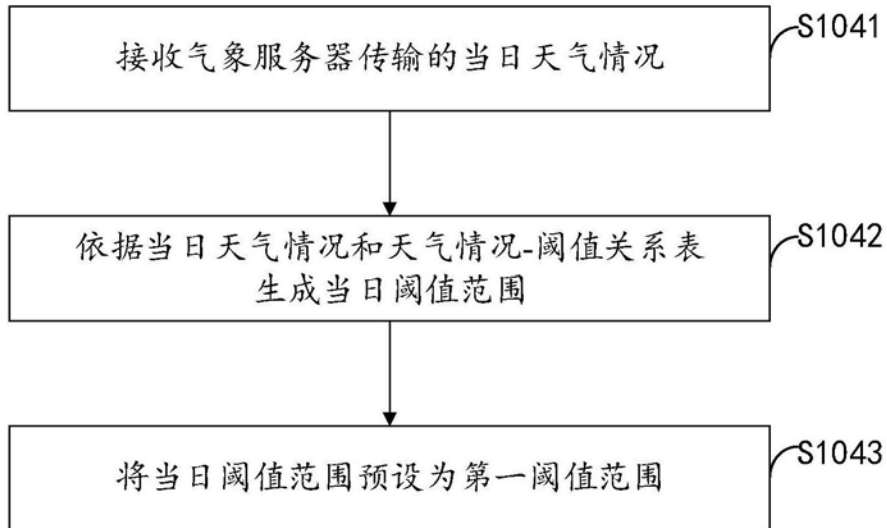 接收气象服务器传输的当日天气情况
S1041
依据当日天气情况和天气情况-阈值关系表
生成当日阈值范围
S1042
将当日阈值范围预设为第一阈值范围
S1043